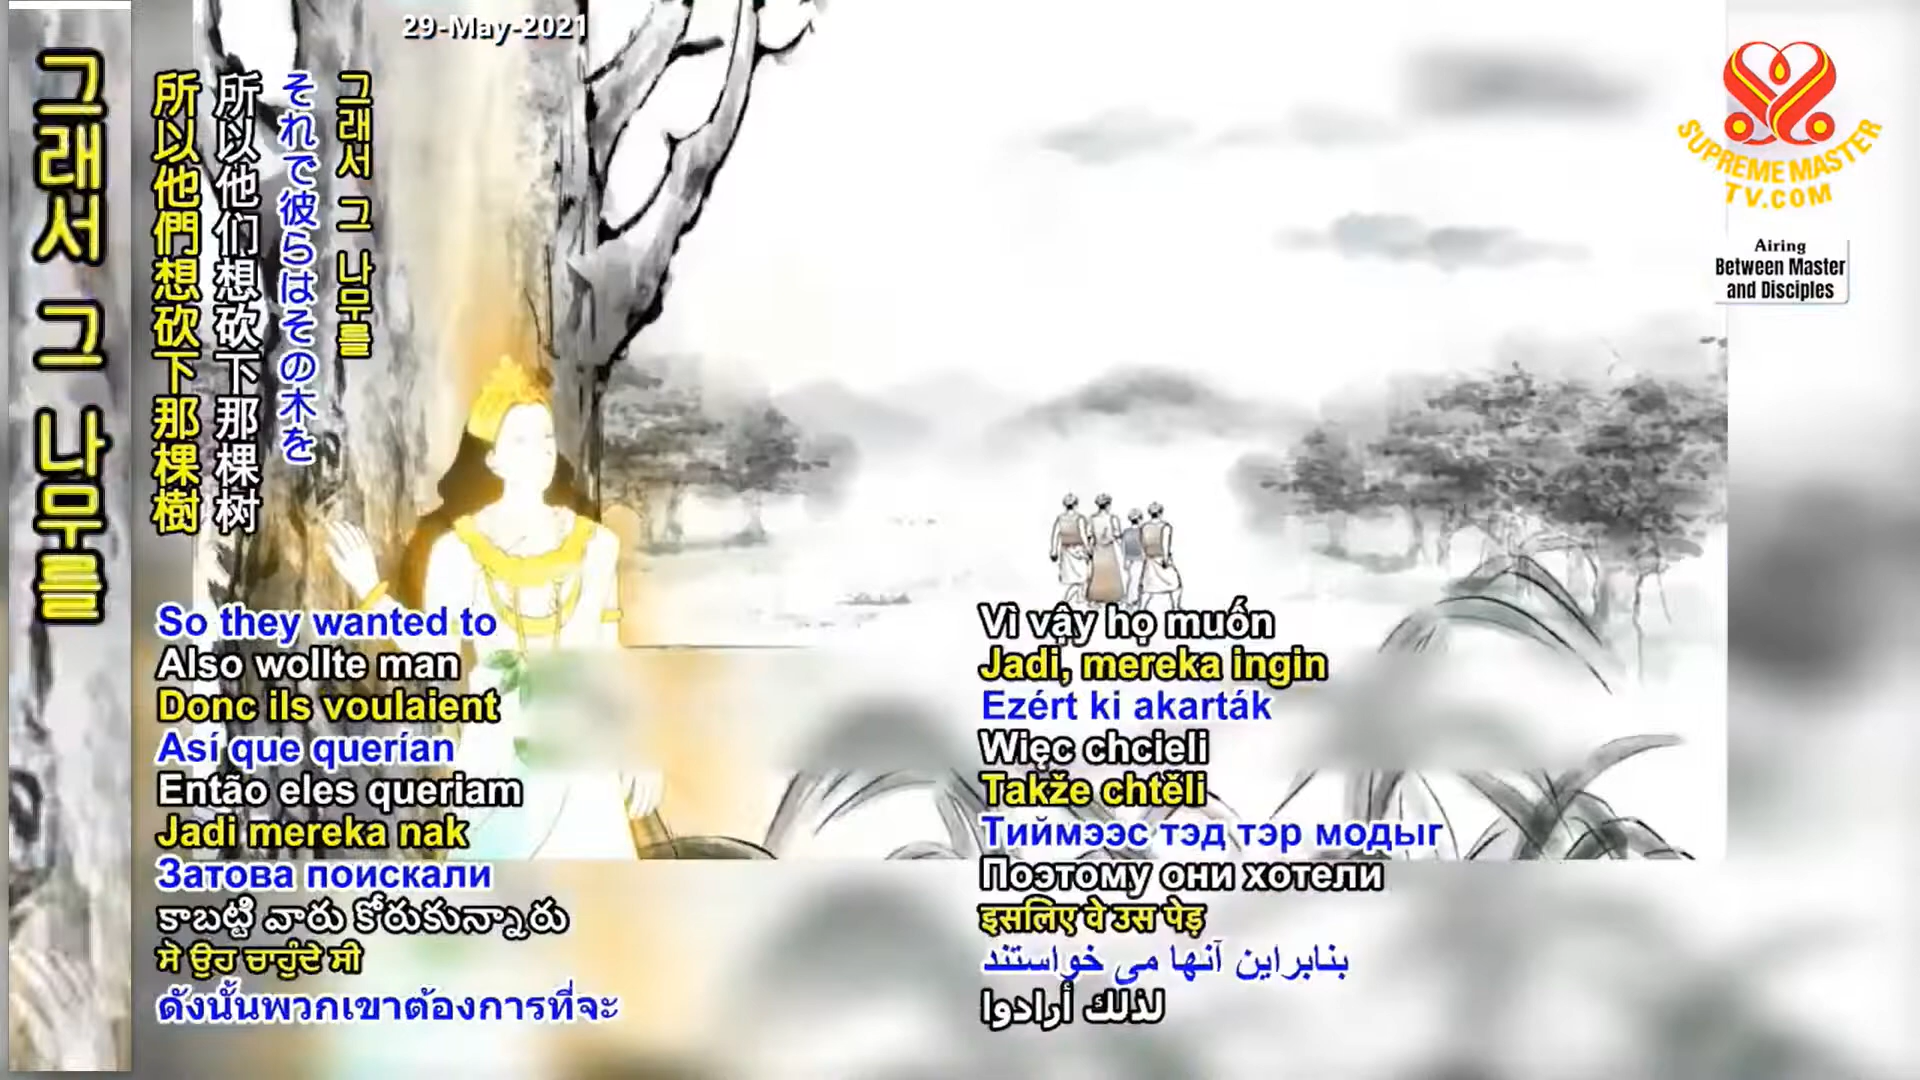 29-May-2021
그래서 그 나무를
所以他們想砍下那棵樹
所以他们想砍下那棵树
それで彼らはその木を
그래서 그 나무를
SUPREME MASTER
TV.COM
Airing
Between Master
and Disciples
So they wanted to
Also wollte man
Donc ils voulaient
Así que querían
Então eles queriam
Jadi mereka nak
Затова поискали
కాబట్టి వారు కోరుకున్నారు
ਸੋ ਉਹ ਚਾਹੁੰਦੇ ਸੀ
ดังนั้นพวกเขาต้องการที่จะ
Vì vậy họ muốn
Jadi, mereka ingin
Ezért ki akarták
Więc chcieli
Takže chtěli
Тиймээс тэд тэр модыг
Поэтому они хотели
इसलिए वे उस पेड़
بنابراین آنها می خواستند
لذلك أرادوا